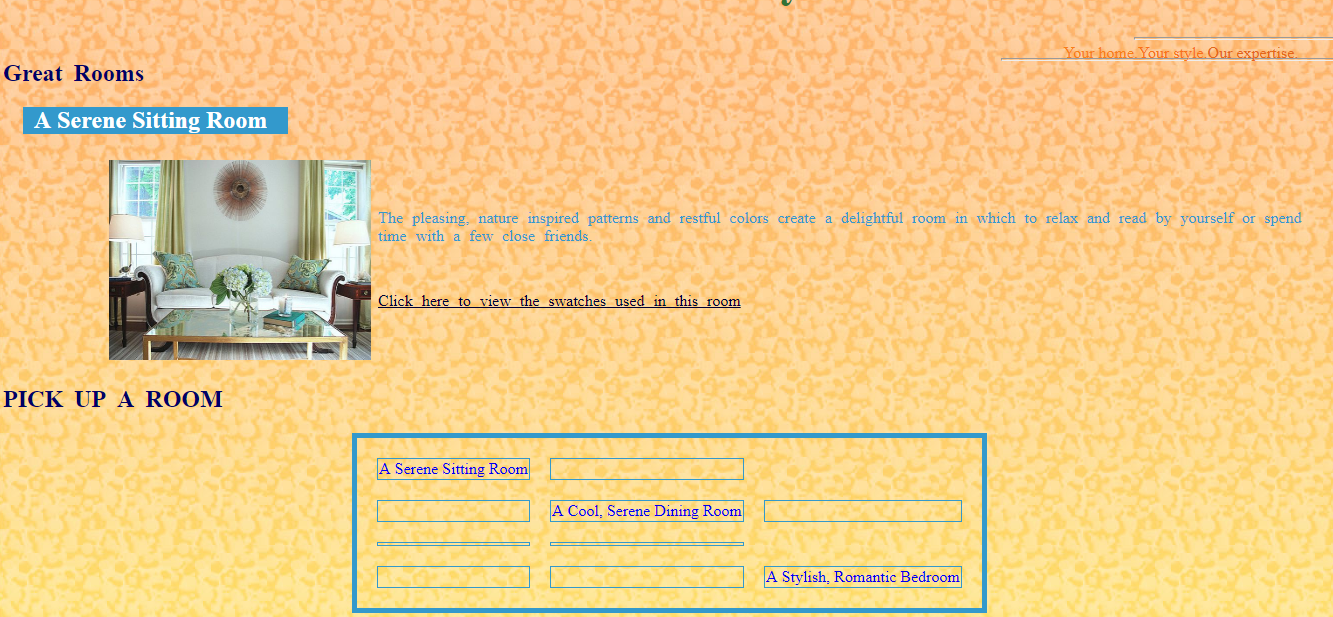 Your home.Your style.Our expertise.
Great Rooms
A Serene Sitting Room
The pleasing, nature inspired patterns and restful colors create a delightful room in which to relax and read by yourself or spend
time with a few close friends.
Click here to view the swatches used in this room
PICK UP A ROOM
A Serene Sitting Room
A Cool, Serene Dining Room
A Stylish, Romantic Bedroom